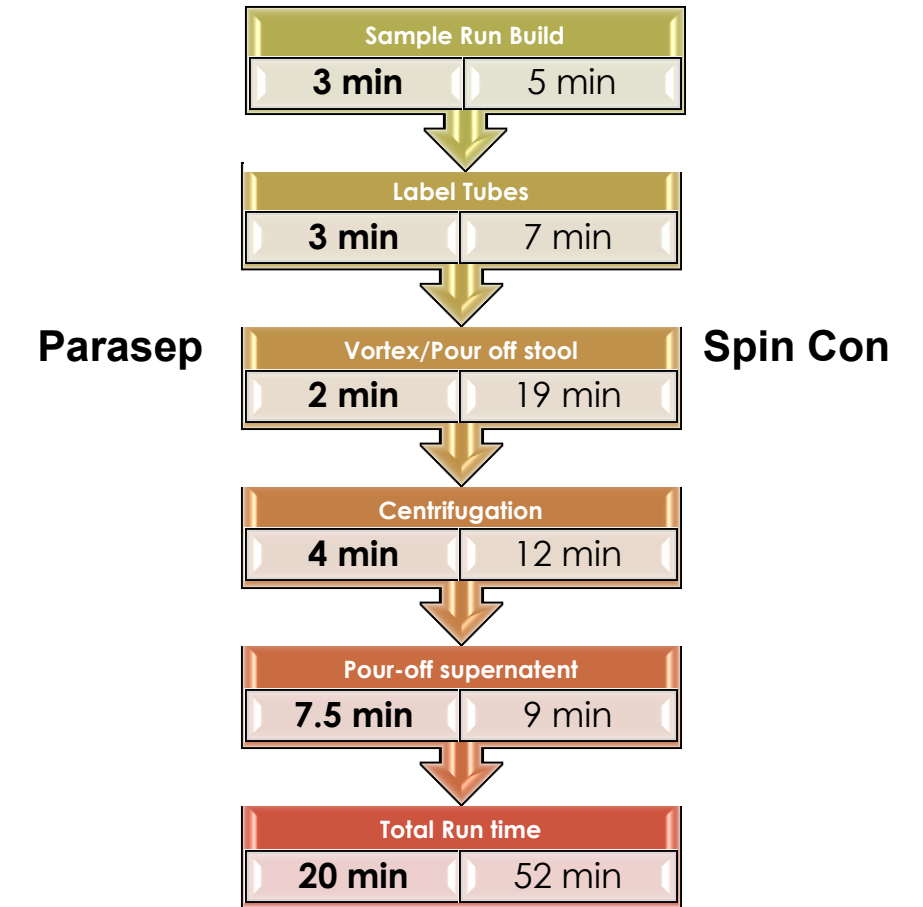 Sample Run Build
3 min 5 min
Label Tubes
3 min 7 min
Parasep Spin Con
Vortex/Pour off stool
2 min 19 min
Centrifugation
4 min 12 min
Pour-off supernatent
7.5 min 9 min
Total Run time
20 min 52 min